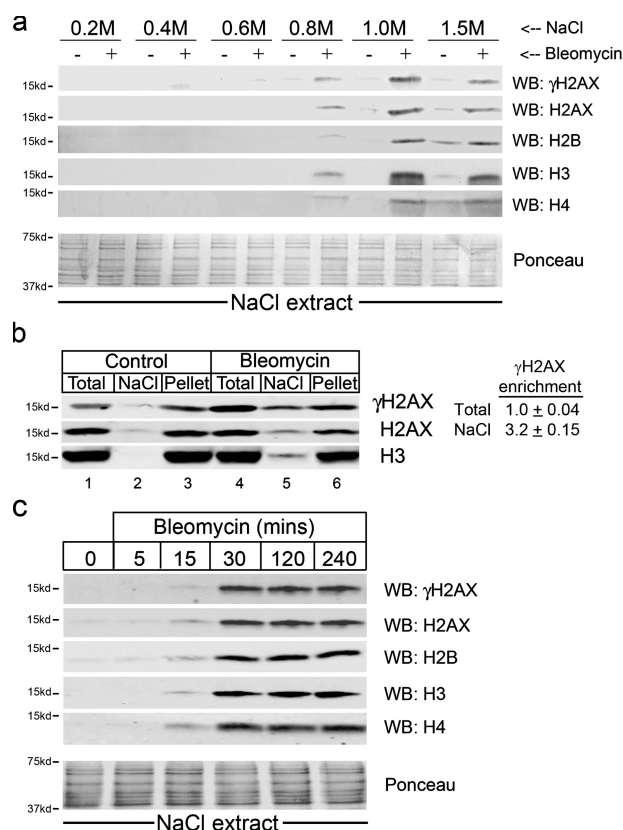 a
0.2M 0.4M 0.6M 0.8M 1.0M 1.5M <-- NaCl
- + - + - + - + - + - + <-- Bleomycin
15kd WB: γH2AX
15kd WB: H2AX
15kd WB: H2B
15kd WB: H3
15kd WB: H4
75kd
Ponceau
37kd
NaCl extract
b
Control Bleomycin
Total NaCl Pellet Total NaCl Pellet
15kd γH2AX
15kd H2AX
15kd H3
1 2 3 4 5 6
γH2AX
enrichment
Total 1.0 ± 0.04
NaCl 3.2 ± 0.15
c
Bleomycin (mins)
0 5 15 30 120 240
15kd WB: γH2AX
15kd WB: H2AX
15kd WB: H2B
15kd WB: H3
15kd WB: H4
75kd
Ponceau
37kd
NaCl extract